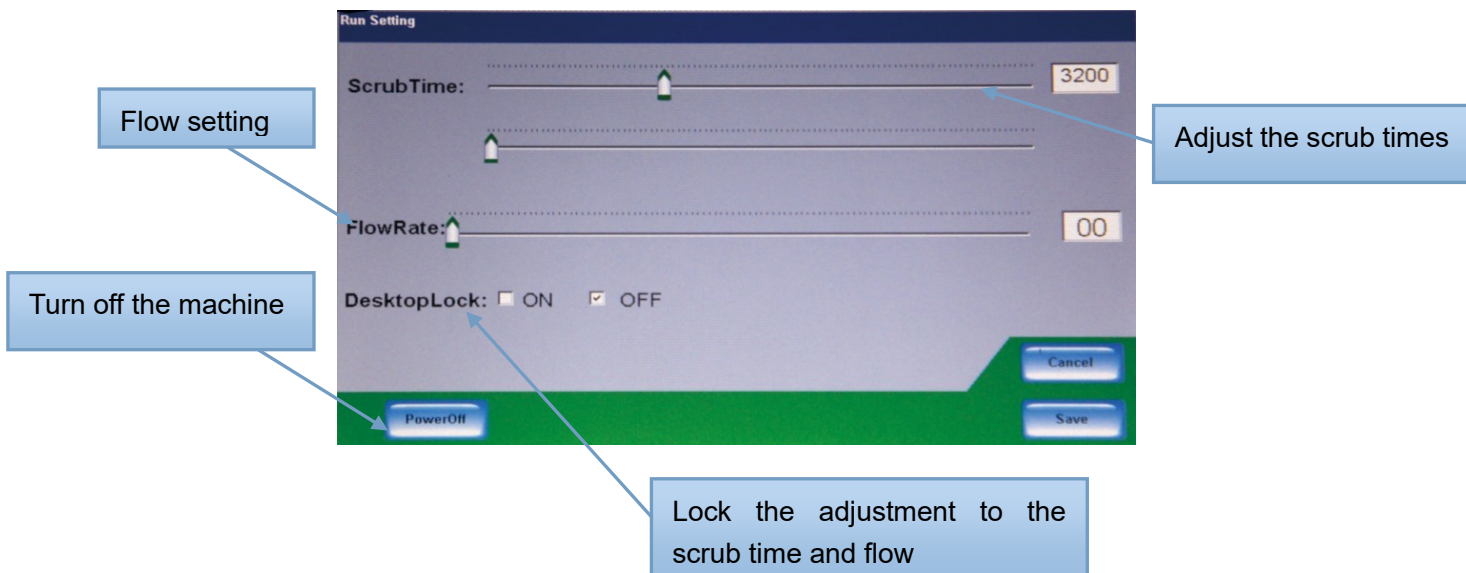 Run Setting
ScrubTime:
3200
Flow setting
Adjust the scrub times
FlowRate:
00
Turn off the machine
DesktopLock: ON OFF
Cancel
PowerOff
Save
Lock the adjustment to the
scrub time and flow